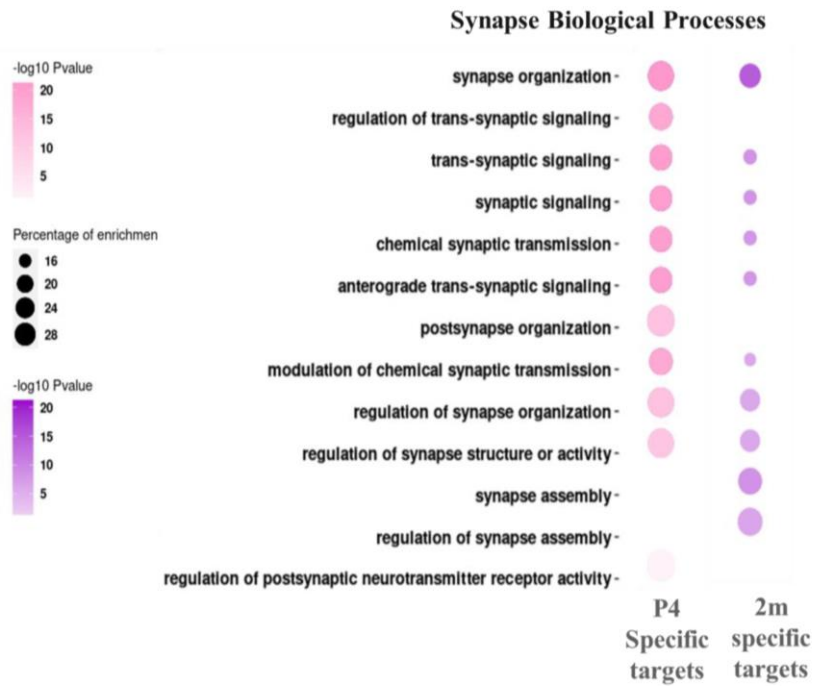 Synapse Biological Processes
-log10 Pvalue
20
15
10
5
Percentage of enrichmen
16
20
24
28
-log10 Pvalue
20
15
10
5
synapse organization-
regulation of trans-synaptic signaling-
trans-synaptic signaling-
synaptic signaling-
chemical synaptic transmission-
anterograde trans-synaptic signaling-
postsynapse organization-
modulation of chemical synaptic transmission-
regulation of synapse organization-
regulation of synapse structure or activity-
synapse assembly-
regulation of synapse assembly-
regulation of postsynaptic neurotransmitter receptor activity-
P4
Specific
targets
2m
specific
targets